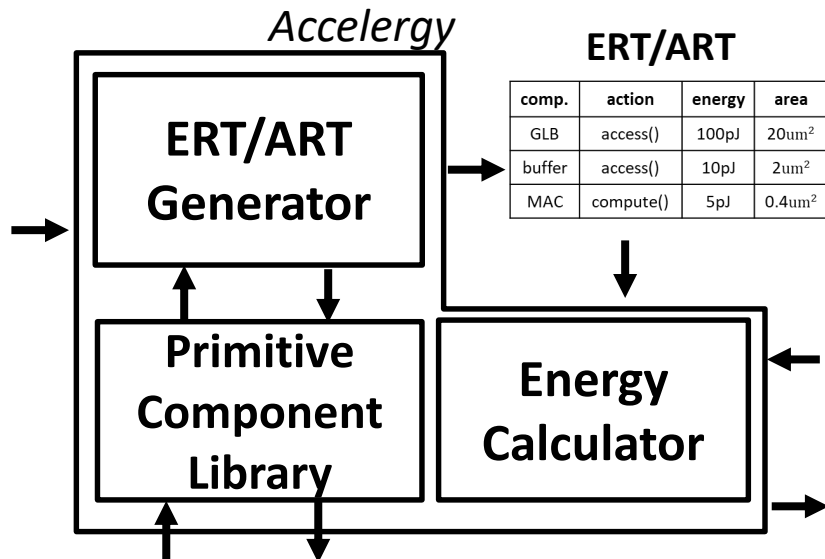 Accelergy
ERT/ART
Generator
Primitive
Component
Library
ERT/ART
comp. action energy area
GLB access() 100pJ 20um²
buffer access() 10pJ 2um²
MAC compute() 5pJ 0.4um²
Energy
Calculator